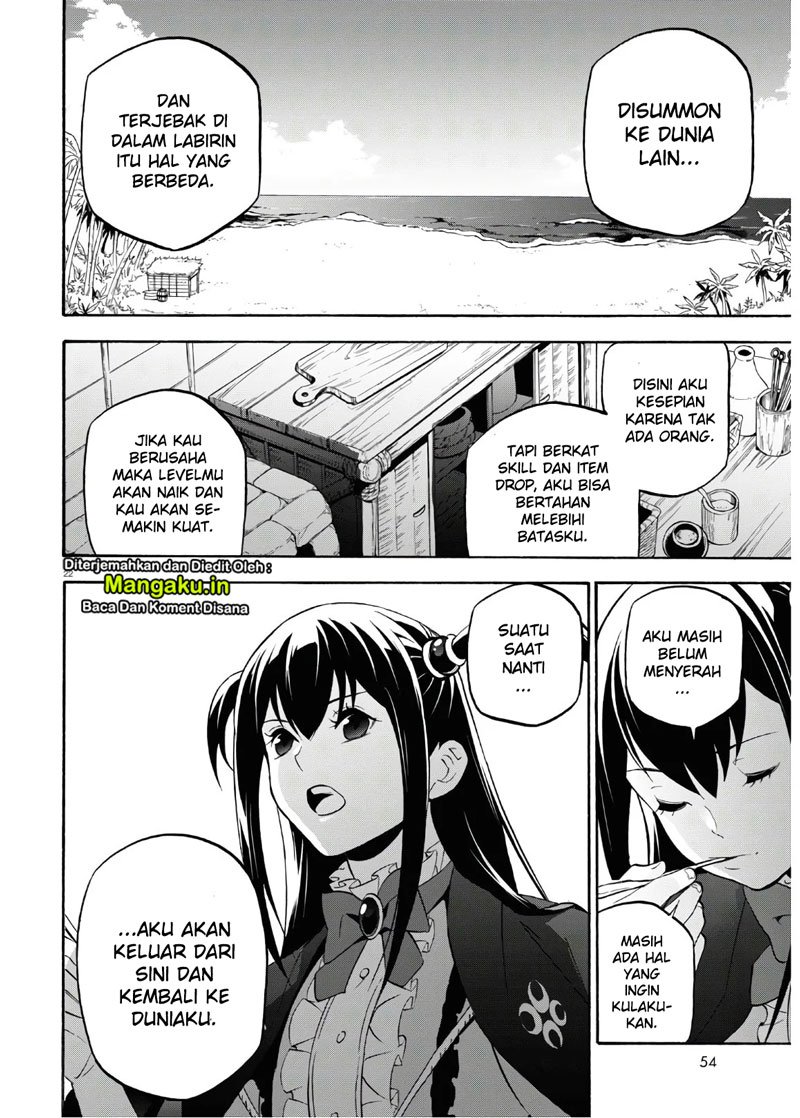 DISUMMON
KE DUNIA
LAIN...
DAN
TERJEBAK DI
DALAM LABIRIN
ITU HAL YANG
BERBEDA.
DISINI AKU
KESEPIAN
KARENA TAK
ADA ORANG.
TAPI BERKAT
SKILL DAN ITEM
DROP, AKU BISA
BERTAHAN
MELEBIHI
BATASKU.
JIKA KAU
BERUSAHA
MAKA LEVELMU
AKAN NAIK DAN
KAU AKAN SE-
MAKIN KUAT.
Diterjemahkan dan Diedit Oleh :
22
Mangaku.in
Baca Dan Koment Disana
AKU MASIH
BELUM
MENYERAH
...
MASIH
ADA HAL
YANG
INGIN
KULAKU-
KAN.
SUATU
SAAT
NANTI
...
...AKU AKAN
KELUAR DARI
SINI DAN
KEMBALI KE
DUNIAKU.
54